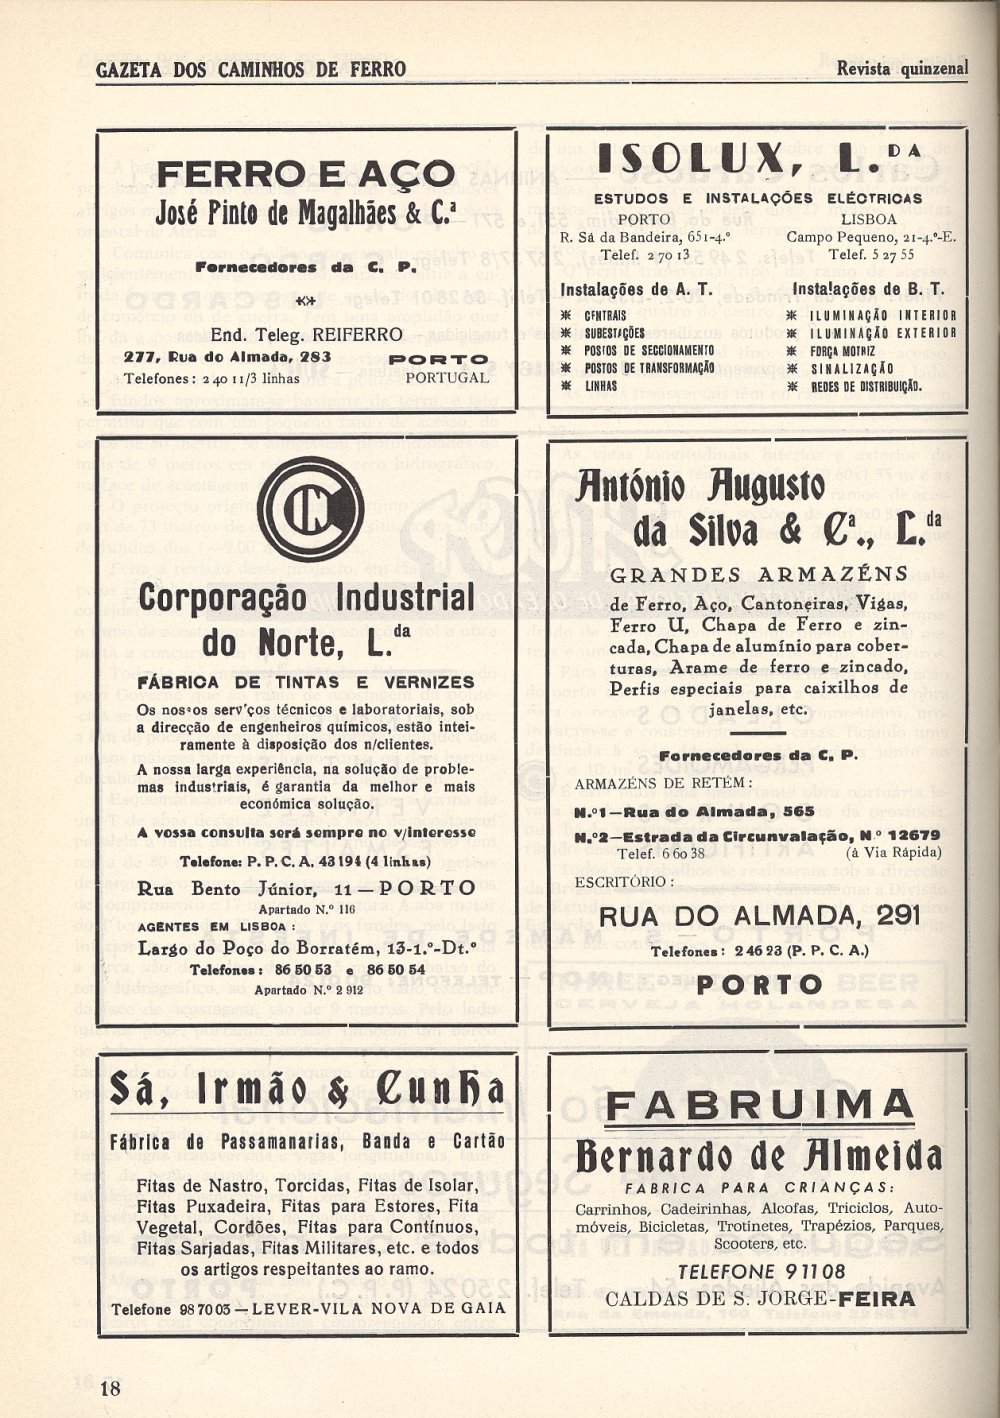 GAZETA DOS CAMINHOS DE FERRO
Revista quinzenal
FERRO E AÇO
José Pinto de Magalhães & C.ª
Fornecedores da C. P.
End. Teleg. REIFERRO
277, Rua do Almada, 283 PORTO
Telefones: 2 40 11/3 linhas PORTUGAL
ISOLUX, L.DA
ESTUDOS E INSTALAÇÕES ELÉCTRICAS
PORTO LISBOA
R. Sá da Bandeira, 651-4.º Campo Pequeno, 21-4.º-E.
Telef. 2 70 13 Telef. 5 27 55
Instalações de A. T.
* CENTRAIS
* SUBESTAÇÕES
* POSTOS DE SECCIONAMENTO
* POSTOS DE TRANSFORMAÇÃO
* LINHAS
Instalações de B. T.
* ILUMINAÇÃO INTERIOR
* ILUMINAÇÃO EXTERIOR
* FORÇA MOTRIZ
* SINALIZAÇÃO
* REDES DE DISTRIBUIÇÃO.
CIN
Corporação Industrial
do Norte, L.da
FÁBRICA DE TINTAS E VERNIZES
Os nossos serv'ços técnicos e laboratoriais, sob
a direcção de engenheiros químicos, estão intei-
ramente à disposição dos n/clientes.
A nossa larga experiência, na solução de proble-
mas industriais, é garantia da melhor e mais
económica solução.
A vossa consulta será sempre no v/interesse
Telefone: P. P. C. A. 43194 (4 linhas)
Rua Bento Júnior, 11 — PORTO
Apartado N.º 116
AGENTES EM LISBOA:
Largo do Poço do Borratém, 13-1.º-Dt.º
Telefones: 86 50 53 - 86 50 54
Apartado N.º 2 912
António Augusto
da Silva & C.ª, L.da
GRANDES ARMAZÉNS
de Ferro, Aço, Cantoneiras, Vigas,
Ferro U, Chapa de Ferro e zin-
cada, Chapa de alumínio para cober-
turas, Arame de ferro e zincado,
Perfis especiais para caixilhos de
janelas, etc.
Fornecedores da C. P.
ARMAZÉNS DE RETÉM:
N.º 1—Rua do Almada, 565
N.º 2—Estrada da Circunvalação, N.º 12679
Telef. 6 60 38 (à Via Rápida)
ESCRITÓRIO:
RUA DO ALMADA, 291
Telefones: 2 46 23 (P. P. C. A.)
PORTO
Sá, Irmão & Cunha
Fábrica de Passamanarias, Banda e Cartão
Fitas de Nastro, Torcidas, Fitas de Isolar,
Fitas Puxadeira, Fitas para Estores, Fita
Vegetal, Cordões, Fitas para Contínuos,
Fitas Sarjadas, Fitas Militares, etc. e todos
os artigos respeitantes ao ramo.
Telefone 98 70 03 — LEVER-VILA NOVA DE GAIA
FABRUIMA
Bernardo de Almeida
FABRICA PARA CRIANÇAS:
Carrinhos, Cadeirinhas, Alcofas, Triciclos, Auto-
móveis, Bicicletas, Trotinetes, Trapézios, Parques,
Scooters, etc.
TELEFONE 9 11 08
CALDAS DE S. JORGE-FEIRA
18